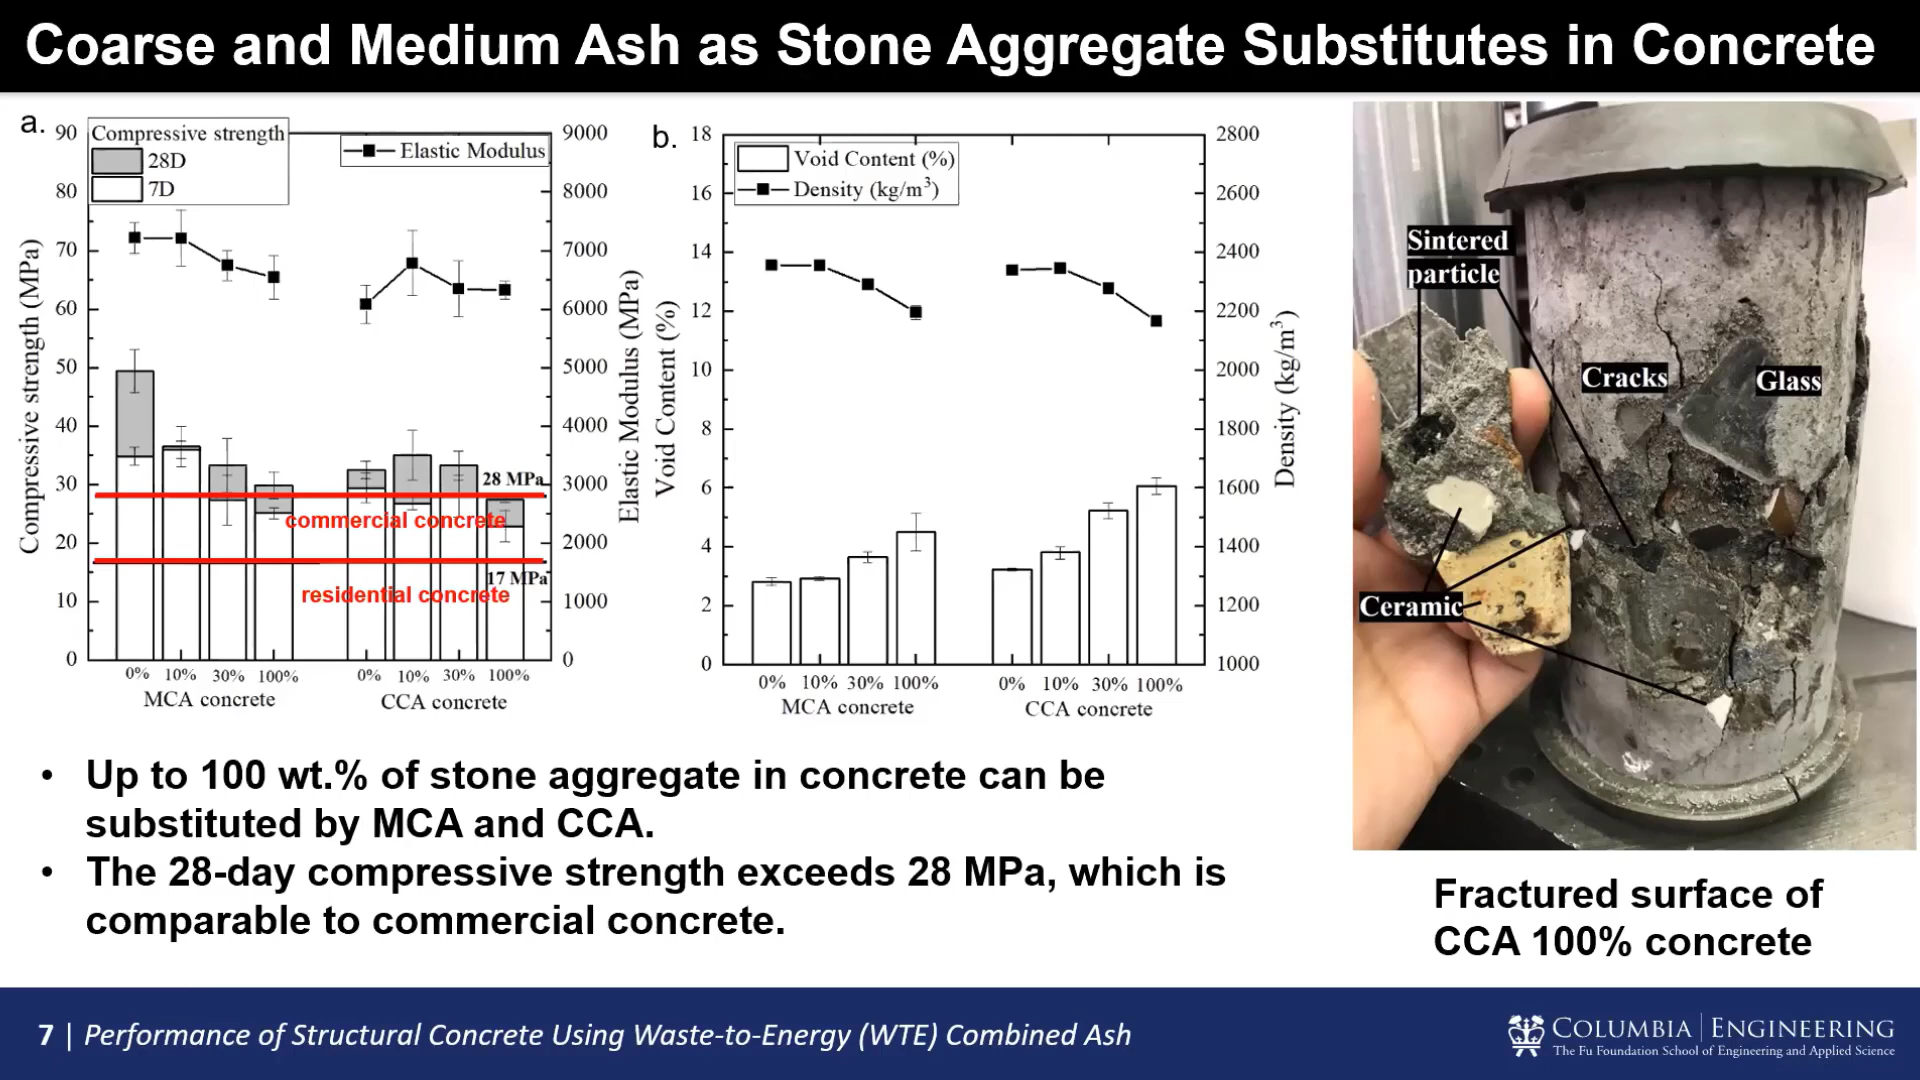 Coarse and Medium Ash as Stone Aggregate Substitutes in Concrete
a.
Compressive strength
28D
7D
Elastic Modulus
90
80
70
60
50
40
30
20
10
0
Compressive strength (MPa)
9000
8000
7000
6000
5000
4000
3000
2000
1000
0
Elastic Modulus (MPa)
28 MPa
commercial concrete
17 MPa
residential concrete
0% 10% 30% 100% 0% 10% 30% 100%
MCA concrete CCA concrete
b.
Void Content (%)
Density (kg/m³)
18
16
14
12
10
8
6
4
2
0
Void Content (%)
2800
2600
2400
2200
2000
1800
1600
1400
1200
1000
Density (kg/m³)
0% 10% 30% 100% 0% 10% 30% 100%
MCA concrete CCA concrete
Sintered
particle
Cracks
Glass
Ceramic
• Up to 100 wt.% of stone aggregate in concrete can be
substituted by MCA and CCA.
• The 28-day compressive strength exceeds 28 MPa, which is
comparable to commercial concrete.
Fractured surface of
CCA 100% concrete
7 | Performance of Structural Concrete Using Waste-to-Energy (WTE) Combined Ash
COLUMBIA | ENGINEERING
The Fu Foundation School of Engineering and Applied Science